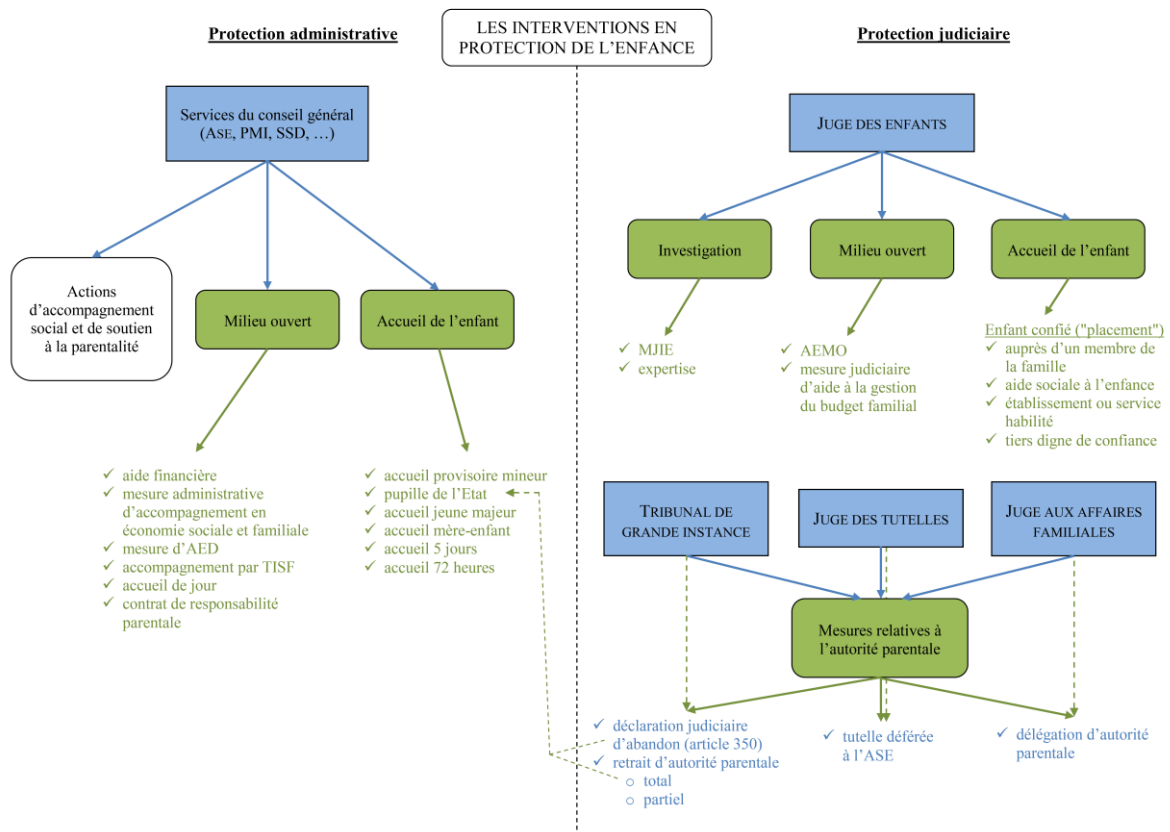 LES INTERVENTIONS EN
PROTECTION DE L’ENFANCE
Protection administrative
Services du conseil général
(ASE, PMI, SSD, …)
Actions
d’accompagnement
social et de soutien
à la parentalité
Milieu ouvert
Accueil de l’enfant
✓ aide financière
✓ mesure administrative
d’accompagnement en
économie sociale et familiale
✓ mesure d’AED
✓ accompagnement par TISF
✓ accueil de jour
✓ contrat de responsabilité
parentale
✓ accueil provisoire mineur
✓ pupille de l’Etat
✓ accueil jeune majeur
✓ accueil mère-enfant
✓ accueil 5 jours
✓ accueil 72 heures
Protection judiciaire
JUGE DES ENFANTS
Investigation
Milieu ouvert
Accueil de l’enfant
✓ MJIE
✓ expertise
✓ AEMO
✓ mesure judiciaire
d’aide à la gestion
du budget familial
Enfant confié ("placement")
✓ auprès d’un membre de
la famille
✓ aide sociale à l’enfance
✓ établissement ou service
habilité
✓ tiers digne de confiance
TRIBUNAL DE
GRANDE INSTANCE
JUGE DES TUTELLES
JUGE AUX AFFAIRES
FAMILIALES
Mesures relatives à
l’autorité parentale
✓ déclaration judiciaire
d’abandon (article 350)
✓ retrait d’autorité parentale
o total
o partiel
✓ tutelle déférée
à l’ASE
✓ délégation d’autorité
parentale